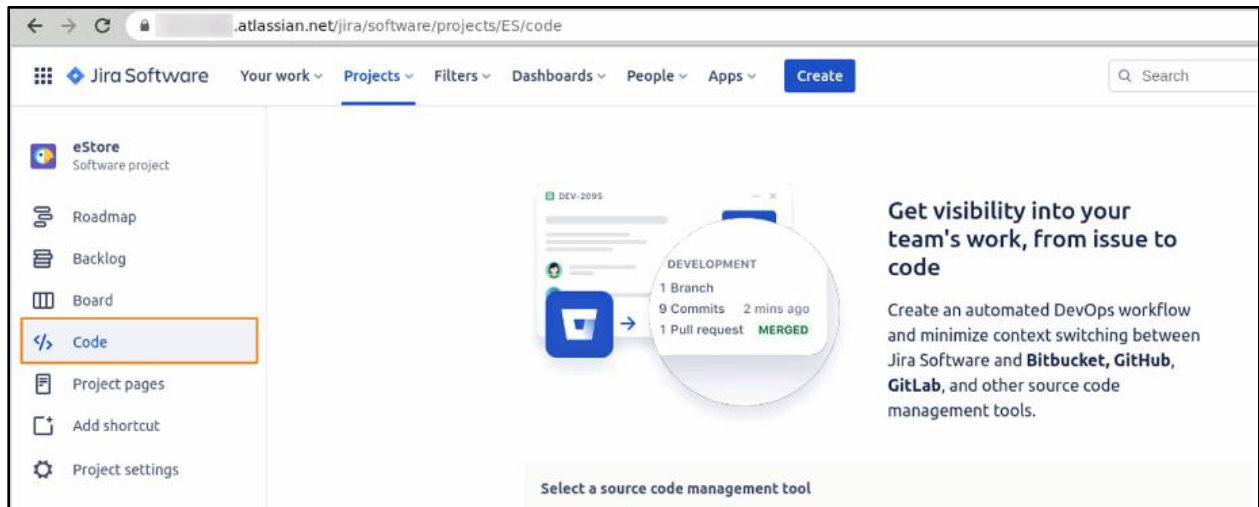 .atlassian.net/jira/software/projects/ES/code
Jira Software Your work Projects Filters Dashboards People Apps Create Search
eStore
Software project
Roadmap
Backlog
Board
Code
Project pages
Add shortcut
Project settings
DEV-2095
DEVELOPMENT
1 Branch
9 Commits 2 mins ago
1 Pull request MERGED
Get visibility into your
team's work, from issue to
code
Create an automated DevOps workflow
and minimize context switching between
Jira Software and Bitbucket, GitHub,
GitLab, and other source code
management tools.
Select a source code management tool